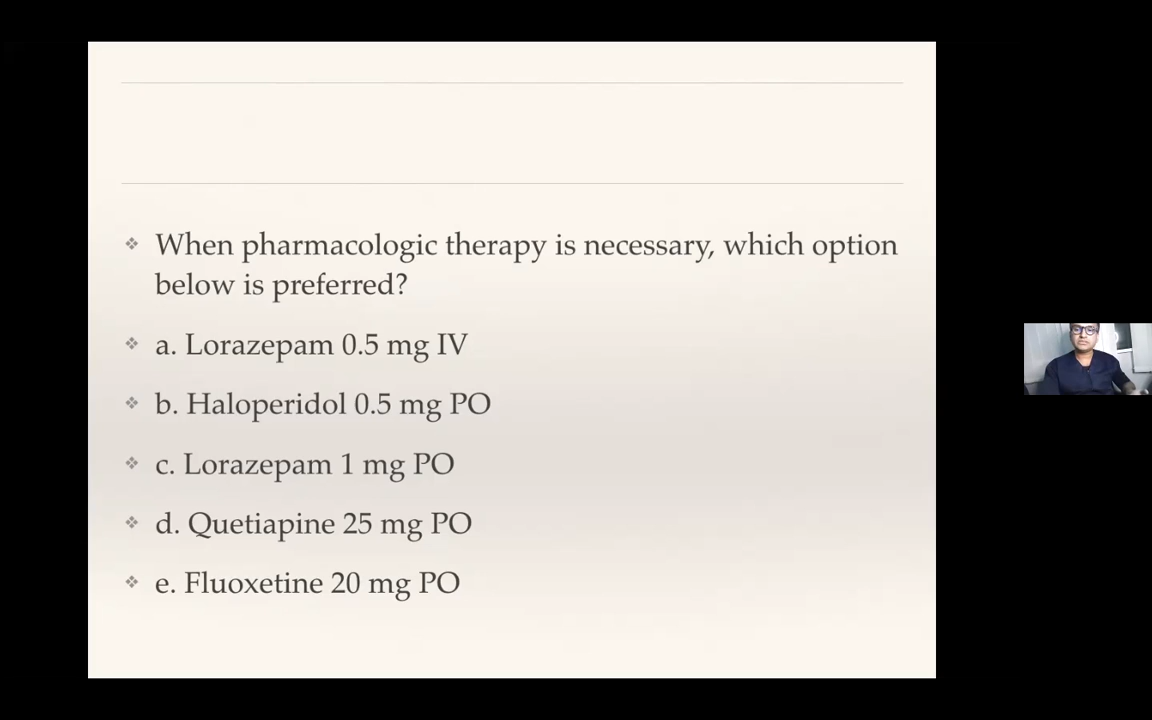 ❖ When pharmacologic therapy is necessary, which option
below is preferred?
❖ a. Lorazepam 0.5 mg IV
❖ b. Haloperidol 0.5 mg PO
❖ c. Lorazepam 1 mg PO
❖ d. Quetiapine 25 mg PO
❖ e. Fluoxetine 20 mg PO